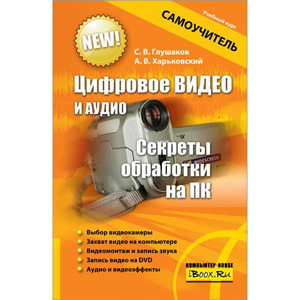 Учебный курс
САМОУЧИТЕЛЬ
NEW!
С. В. Глушаков
А. В. Харьковский
Цифровое ВИДЕО
И АУДИО
Секреты
обработки
на ПК
Выбор видеокамеры
Захват видео на компьютере
Видеомонтаж и запись звука
Запись видео на DVD
Аудио и видеоэффекты
КОМПЬЮТЕР-HOUSE
iBOOX.RU